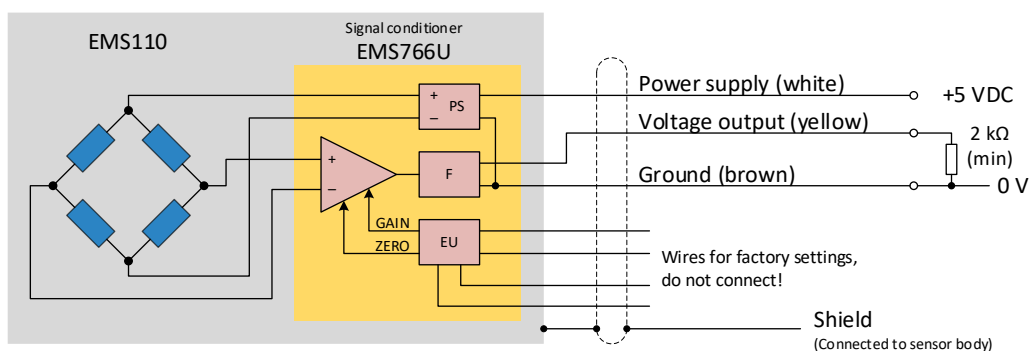 EMS110
Signal conditioner
EMS766U
+
−
PS
Power supply (white)
+5 VDC
Voltage output (yellow)
2 kΩ
(min)
+
−
F
Ground (brown)
0 V
GAIN
ZERO
EU
Wires for factory settings,
do not connect!
Shield
(Connected to sensor body)